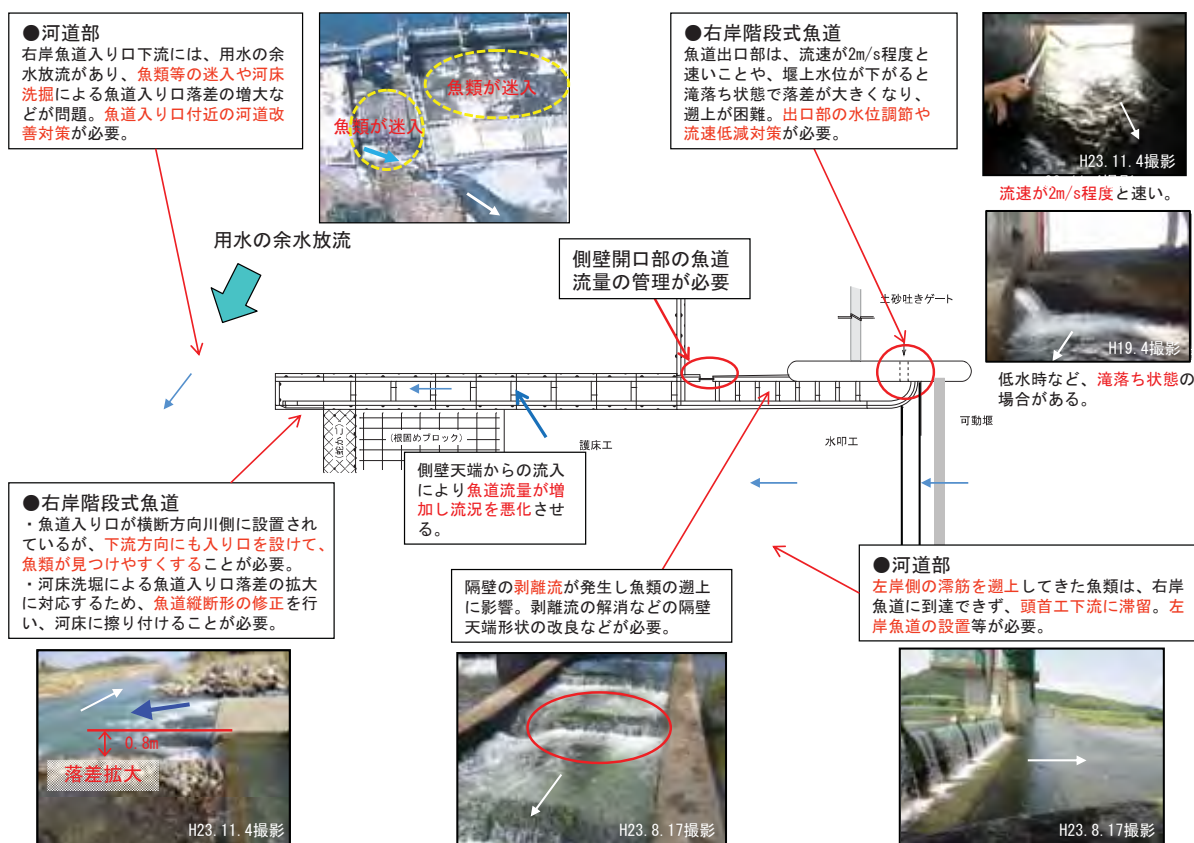 ●河道部
右岸魚道入り口下流には、用水の余
水放流があり、魚類等の迷入や河床
洗掘による魚道入り口落差の増大な
どが問題。魚道入り口付近の河道改
善対策が必要。
魚類が迷入
魚類が迷入
●右岸階段式魚道
魚道出口部は、流速が2m/s程度と
速いことや、堰上水位が下がると
滝落ち状態で落差が大きくなり、
遡上が困難。出口部の水位調節や
流速低減対策が必要。
H23.11.4撮影
流速が2m/s程度と速い。
H19.4撮影
低水時など、滝落ち状態の
場合がある。
用水の余水放流
側壁開口部の魚道
流量の管理が必要
土砂吐きゲート
可動堰
(蛇かご)
(根固めブロック)
護床工
水叩工
側壁天端からの流入
により魚道流量が増
加し流況を悪化させ
る。
●右岸階段式魚道
・魚道入り口が横断方向川側に設置され
ているが、下流方向にも入り口を設けて、
魚類が見つけやすくすることが必要。
・河床洗堀による魚道入り口落差の拡大
に対応するため、魚道縦断形の修正を行
い、河床に擦り付けることが必要。
隔壁の剥離流が発生し魚類の遡上
に影響。剥離流の解消などの隔壁
天端形状の改良などが必要。
●河道部
左岸側の澪筋を遡上してきた魚類は、右岸
魚道に到達できず、頭首工下流に滞留。左
岸魚道の設置等が必要。
0.8m
落差拡大
H23.11.4撮影
H23.8.17撮影
H23.8.17撮影